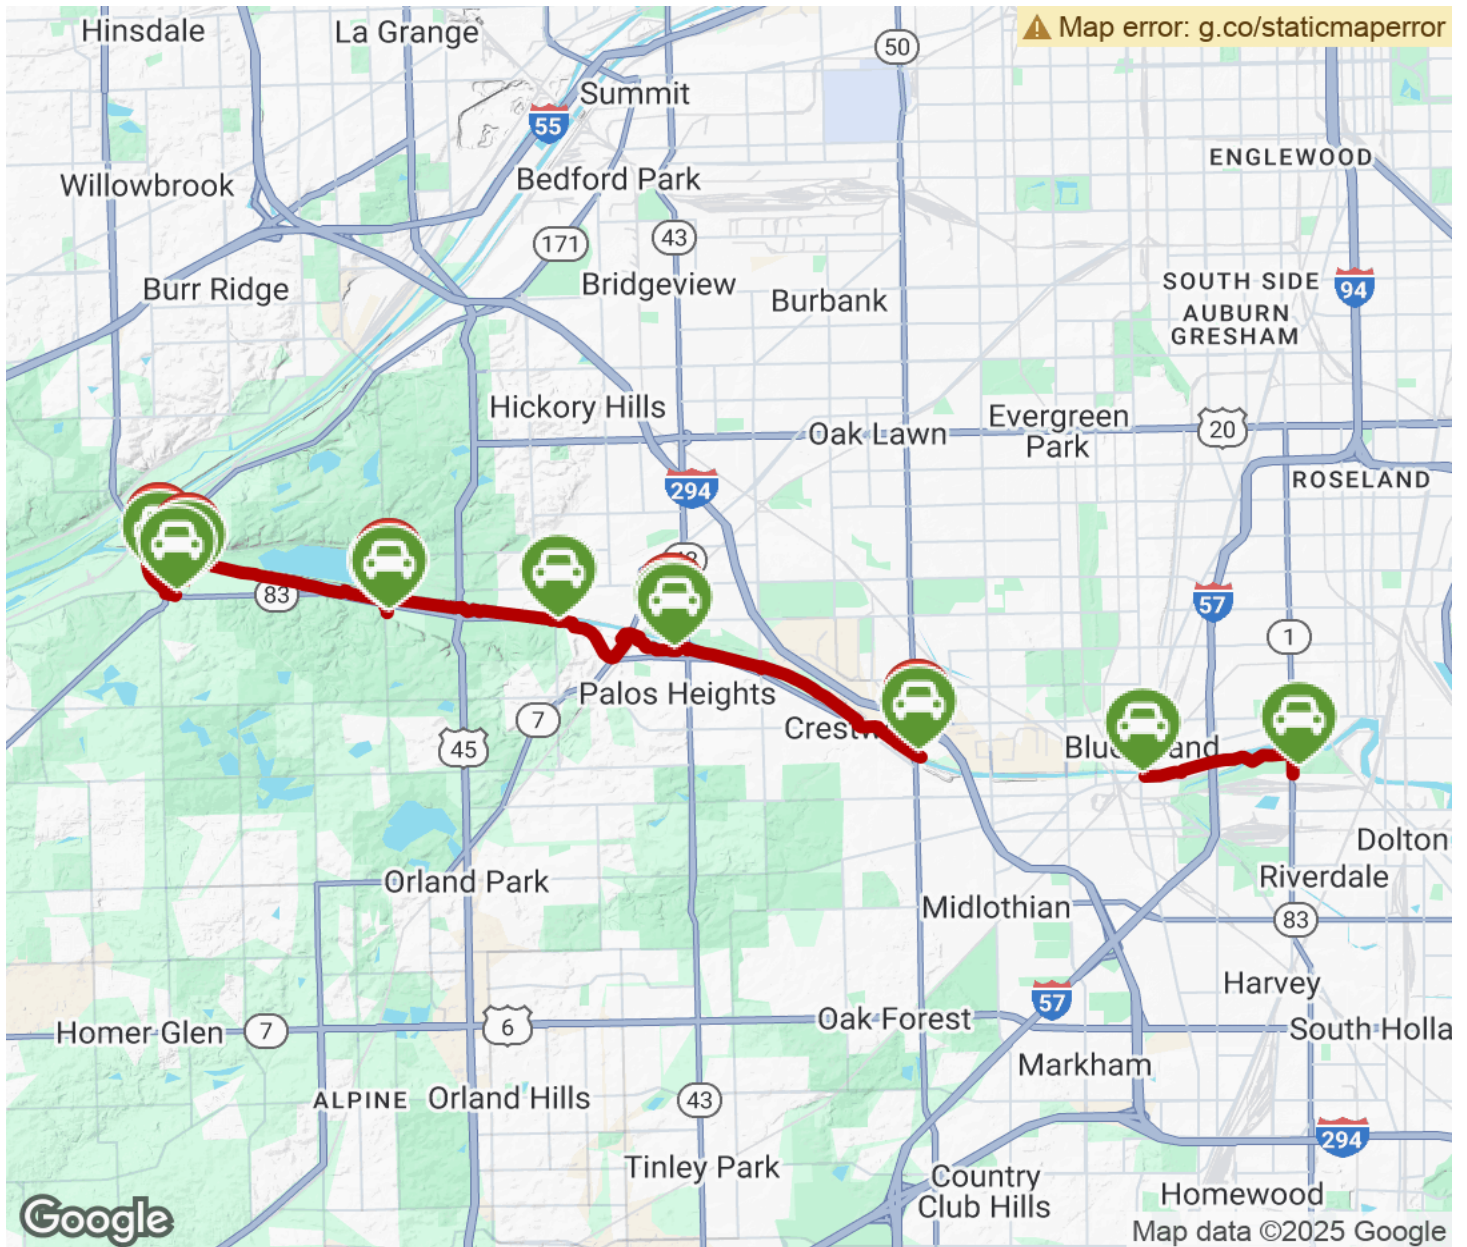 Hinsdale
La Grange
50
⚠ Map error: g.co/staticmaperror
Summit
55
ENGLEWOOD
Willowbrook
Bedford Park
171
43
Burr Ridge
Bridgeview
Burbank
SOUTH SIDE
94
AUBURN
GRESHAM
Hickory Hills
Oak Lawn
Evergreen
Park
20
294
ROSELAND
83
57
1
Palos Heights
7
45
Dolton
Riverdale
Orland Park
Midlothian
83
Harvey
57
Homer Glen
7
6
Oak Forest
South Holla
Markham
ALPINE
Orland Hills
43
294
Tinley Park
Country
Club Hills
Homewood
Google
Map data ©2025 Google